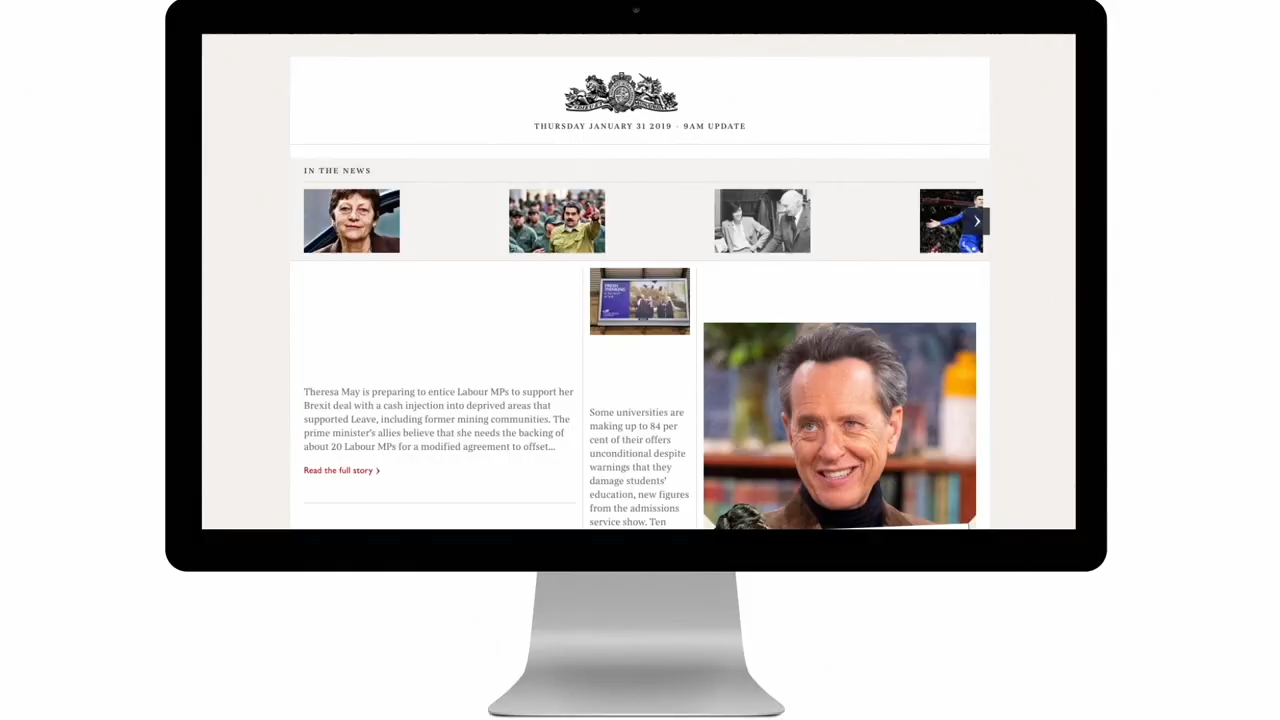 THURSDAY JANUARY 31 2019 · 9AM UPDATE
IN THE NEWS
Theresa May is preparing to entice Labour MPs to support her
Brexit deal with a cash injection into deprived areas that
supported Leave, including former mining communities. The
prime minister's allies believe that she needs the backing of
about 20 Labour MPs for a modified agreement to offset...
Read the full story ›
FRESH
THINKING
Some universities are
making up to 84 per
cent of their offers
unconditional despite
warnings that they
damage students'
education, new figures
from the admissions
service show. Ten